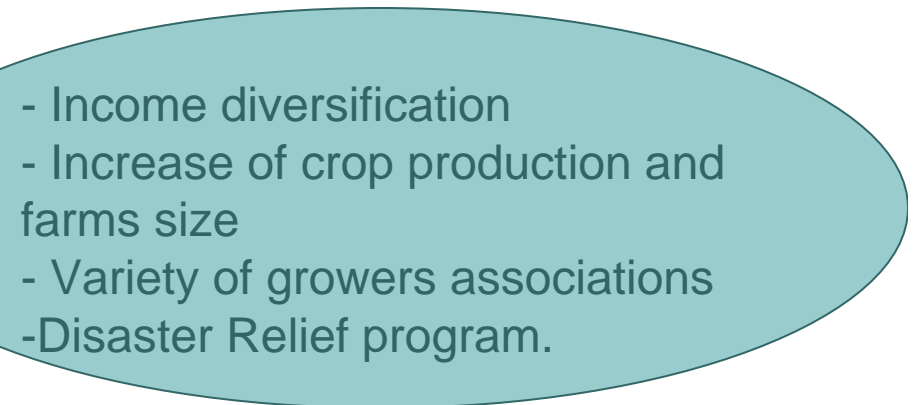 - Income diversification
- Increase of crop production and
farms size
- Variety of growers associations
-Disaster Relief program.